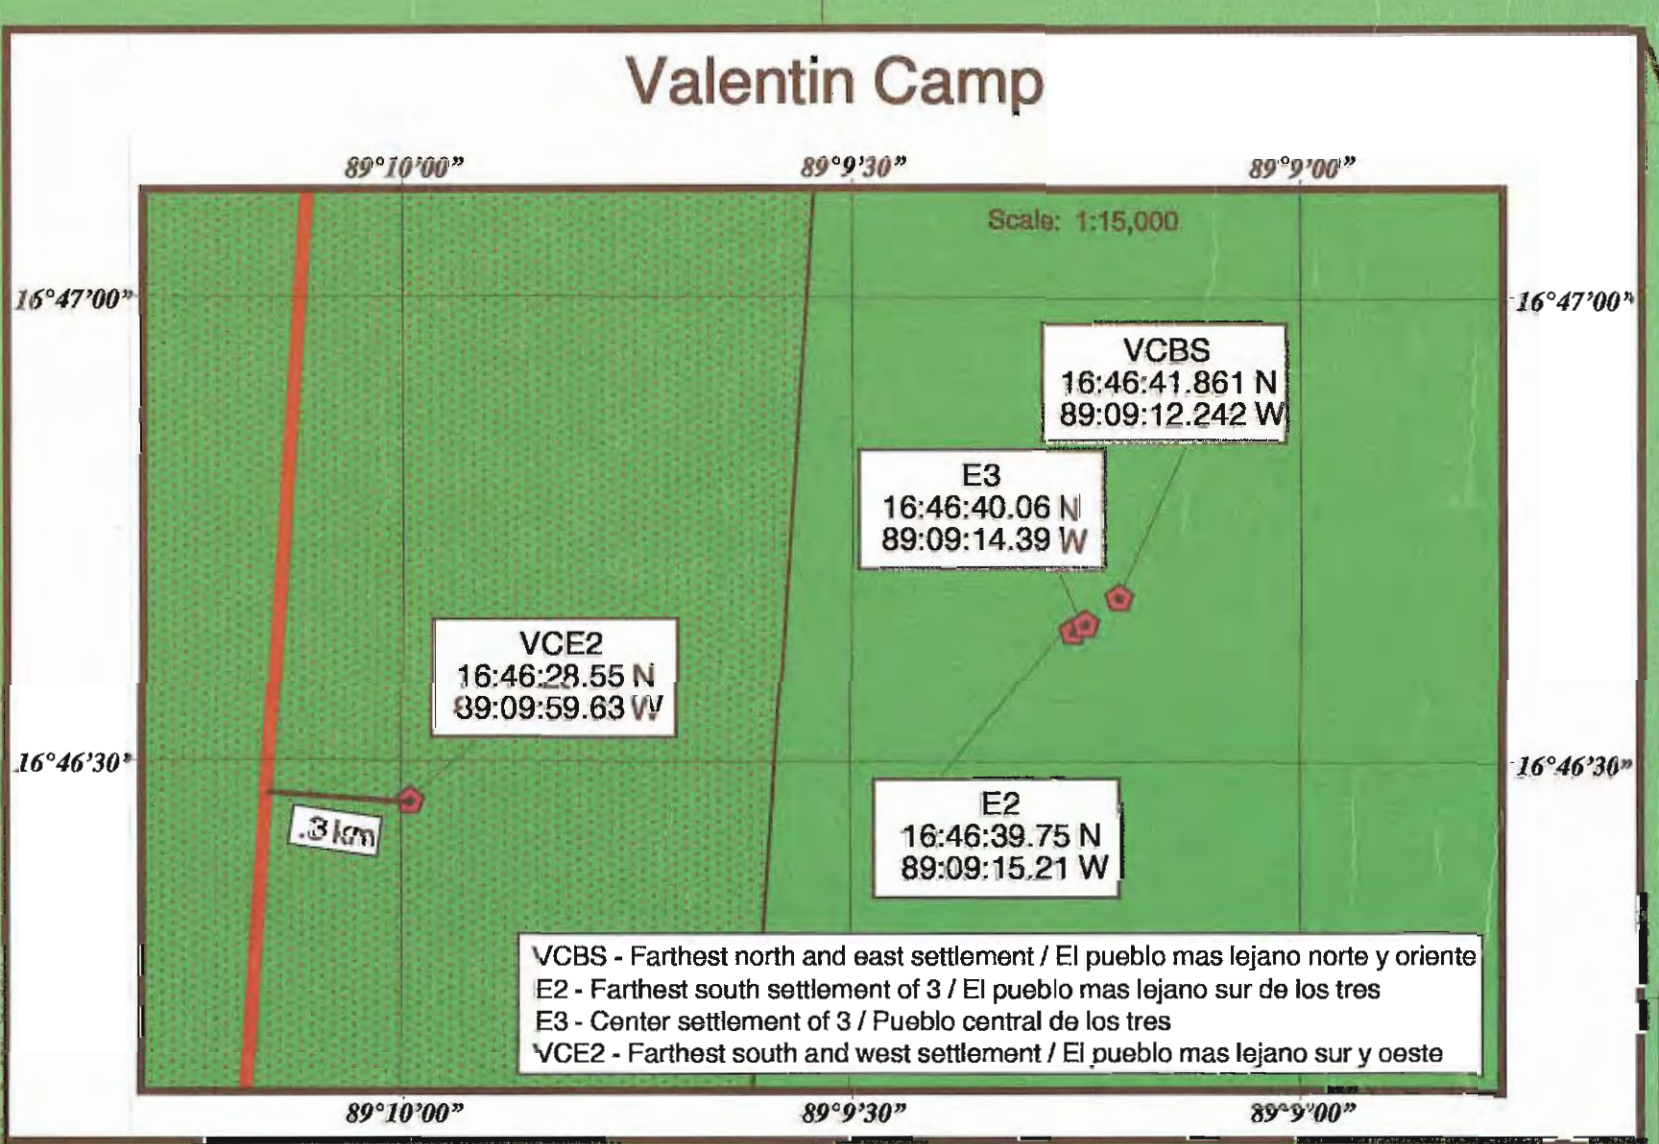 Valentin Camp
89°10'00" 89°9'30" 89°9'00"
Scale: 1:15,000
16°47'00" 16°47'00"
VCBS
16:46:41.861 N
89:09:12.242 W
E3
16:46:40.06 N
89:09:14.39 W
VCE2
16:46:28.55 N
89:09:59.63 W
16°46'30" 16°46'30"
.3 km
E2
16:46:39.75 N
89:09:15.21 W
VCBS - Farthest north and east settlement / El pueblo mas lejano norte y oriente
E2 - Farthest south settlement of 3 / El pueblo mas lejano sur de los tres
E3 - Center settlement of 3 / Pueblo central de los tres
VCE2 - Farthest south and west settlement / El pueblo mas lejano sur y oeste
89°10'00" 89°9'30" 89°9'00"